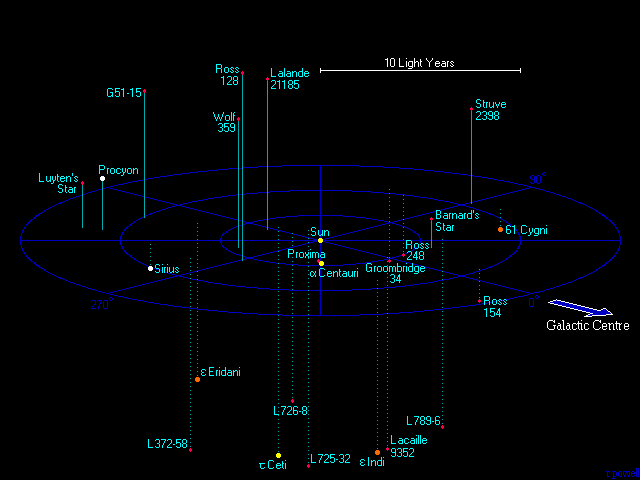 10 Light Years
Ross
128
Lalande
21185
G51-15
Struve
2398
Wolf
359
Procyon
Luyten's
Star
90°
Barnard's
Star
61 Cygni
Sun
Ross
248
Proxima
Sirius
α Centauri
Groombridge
34
270°
0°
Ross
154
Galactic Centre
ε Eridani
L726-8
L789-6
L372-58
Lacaille
9352
τ Ceti
L725-32
ε Indi